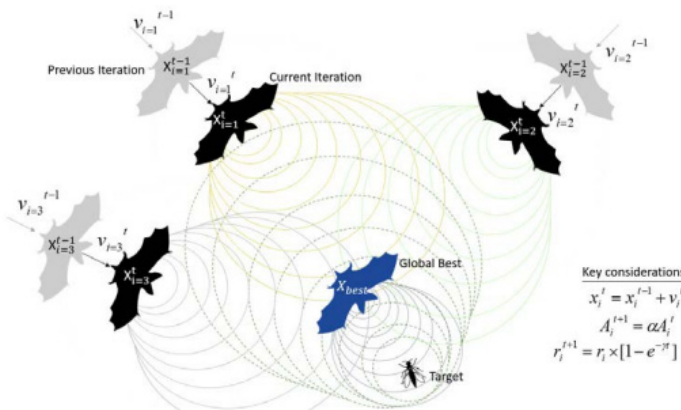 v_{i=1}^{t-1}
X_{i=1}^{t-1}
Previous Iteration
v_{i=1}^{t}
Current Iteration
X_{i=1}^{t}
v_{i=2}^{t-1}
X_{i=2}^{t-1}
v_{i=2}^{t}
X_{i=2}^{t}
v_{i=3}^{t-1}
X_{i=3}^{t-1}
v_{i=3}^{t}
X_{i=3}^{t}
Global Best
X_{best}
Target
Key considerations
x_i^{t} = x_i^{t-1} + v_i^{t}
A_i^{t+1} = αA_i^{t}
r_i^{t+1} = r_i × [1 − e^{−γt}]